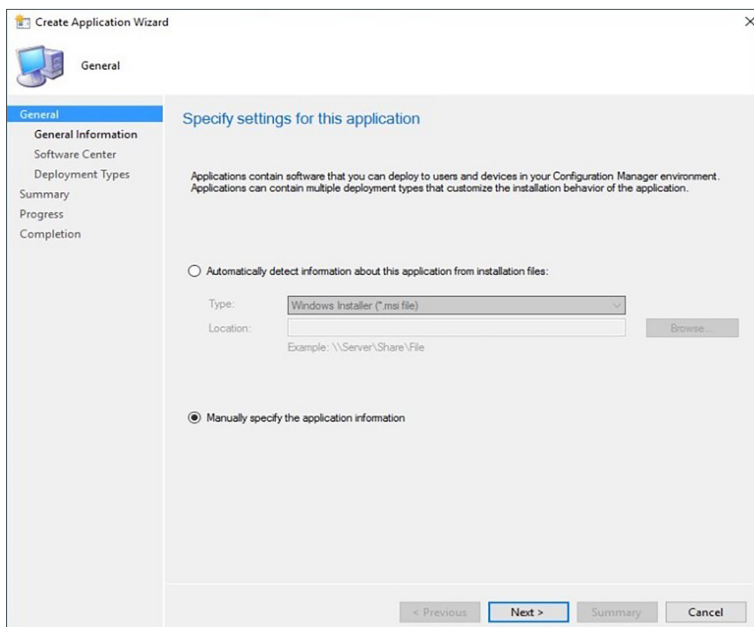 Create Application Wizard
General
General
General Information
Software Center
Deployment Types
Summary
Progress
Completion
Specify settings for this application
Applications contain software that you can deploy to users and devices in your Configuration Manager environment.
Applications can contain multiple deployment types that customize the installation behavior of the application.
Automatically detect information about this application from installation files:
Type:
Windows Installer (*.msi file)
Location:
Browse...
Example: \\Server\Share\File
Manually specify the application information
< Previous
Next >
Summary
Cancel